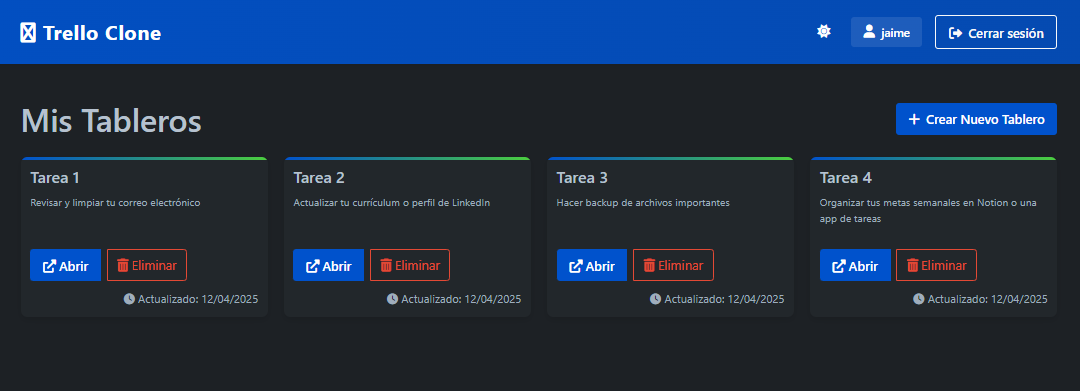 Trello Clone
jaime
Cerrar sesión
Mis Tableros
Crear Nuevo Tablero
Tarea 1
Revisar y limpiar tu correo electrónico
Abrir
Eliminar
Actualizado: 12/04/2025
Tarea 2
Actualizar tu currículum o perfil de LinkedIn
Abrir
Eliminar
Actualizado: 12/04/2025
Tarea 3
Hacer backup de archivos importantes
Abrir
Eliminar
Actualizado: 12/04/2025
Tarea 4
Organizar tus metas semanales en Notion o una
app de tareas
Abrir
Eliminar
Actualizado: 12/04/2025